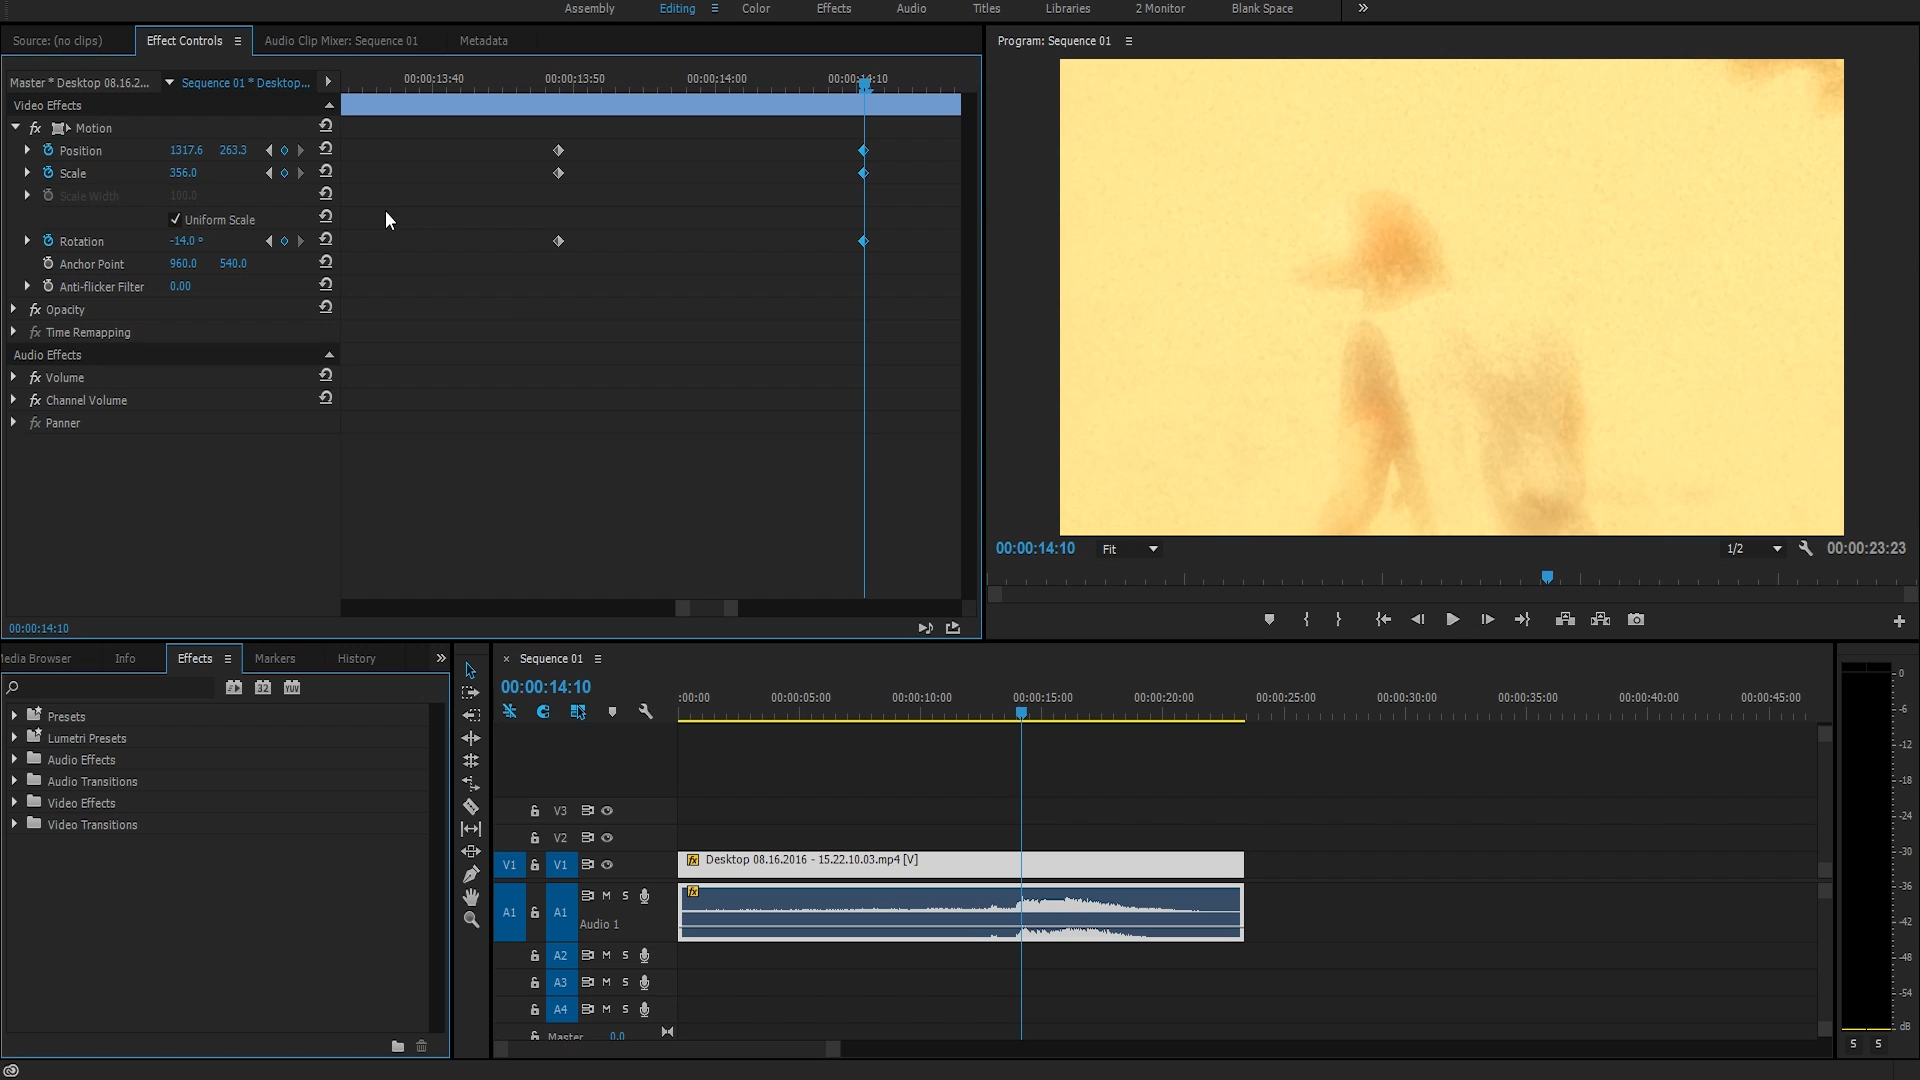 Assembly Editing Color Effects Audio Titles Libraries 2 Monitor Blank Space
Source: (no clips) Effect Controls Audio Clip Mixer: Sequence 01 Metadata
Program: Sequence 01
Master * Desktop 08.16.2... Sequence 01 * Desktop...
00:00:13:40 00:00:13:50 00:00:14:00 00:00:14:10
Video Effects
fx Motion
Position 1317.6 263.3
Scale 356.0
Scale Width 100.0
Uniform Scale
Rotation -14.0 °
Anchor Point 960.0 540.0
Anti-flicker Filter 0.00
fx Opacity
fx Time Remapping
Audio Effects
fx Volume
fx Channel Volume
fx Panner
00:00:14:10
00:00:14:10 Fit 1/2 00:00:23:23
edia Browser Info Effects Markers History
32 YUV
Presets
Lumetri Presets
Audio Effects
Audio Transitions
Video Effects
Video Transitions
× Sequence 01
00:00:14:10
:00:00 00:00:05:00 00:00:10:00 00:00:15:00 00:00:20:00 00:00:25:00 00:00:30:00 00:00:35:00 00:00:40:00 00:00:45:00
V3
V2
V1 V1 fx Desktop 08.16.2016 - 15.22.10.03.mp4 [V]
A1 A1 M S fx
Audio 1
A2 M S
A3 M S
A4 M S
Master 0.0
0
-6
-12
-18
-24
-30
-36
-42
-48
-54
dB
S S